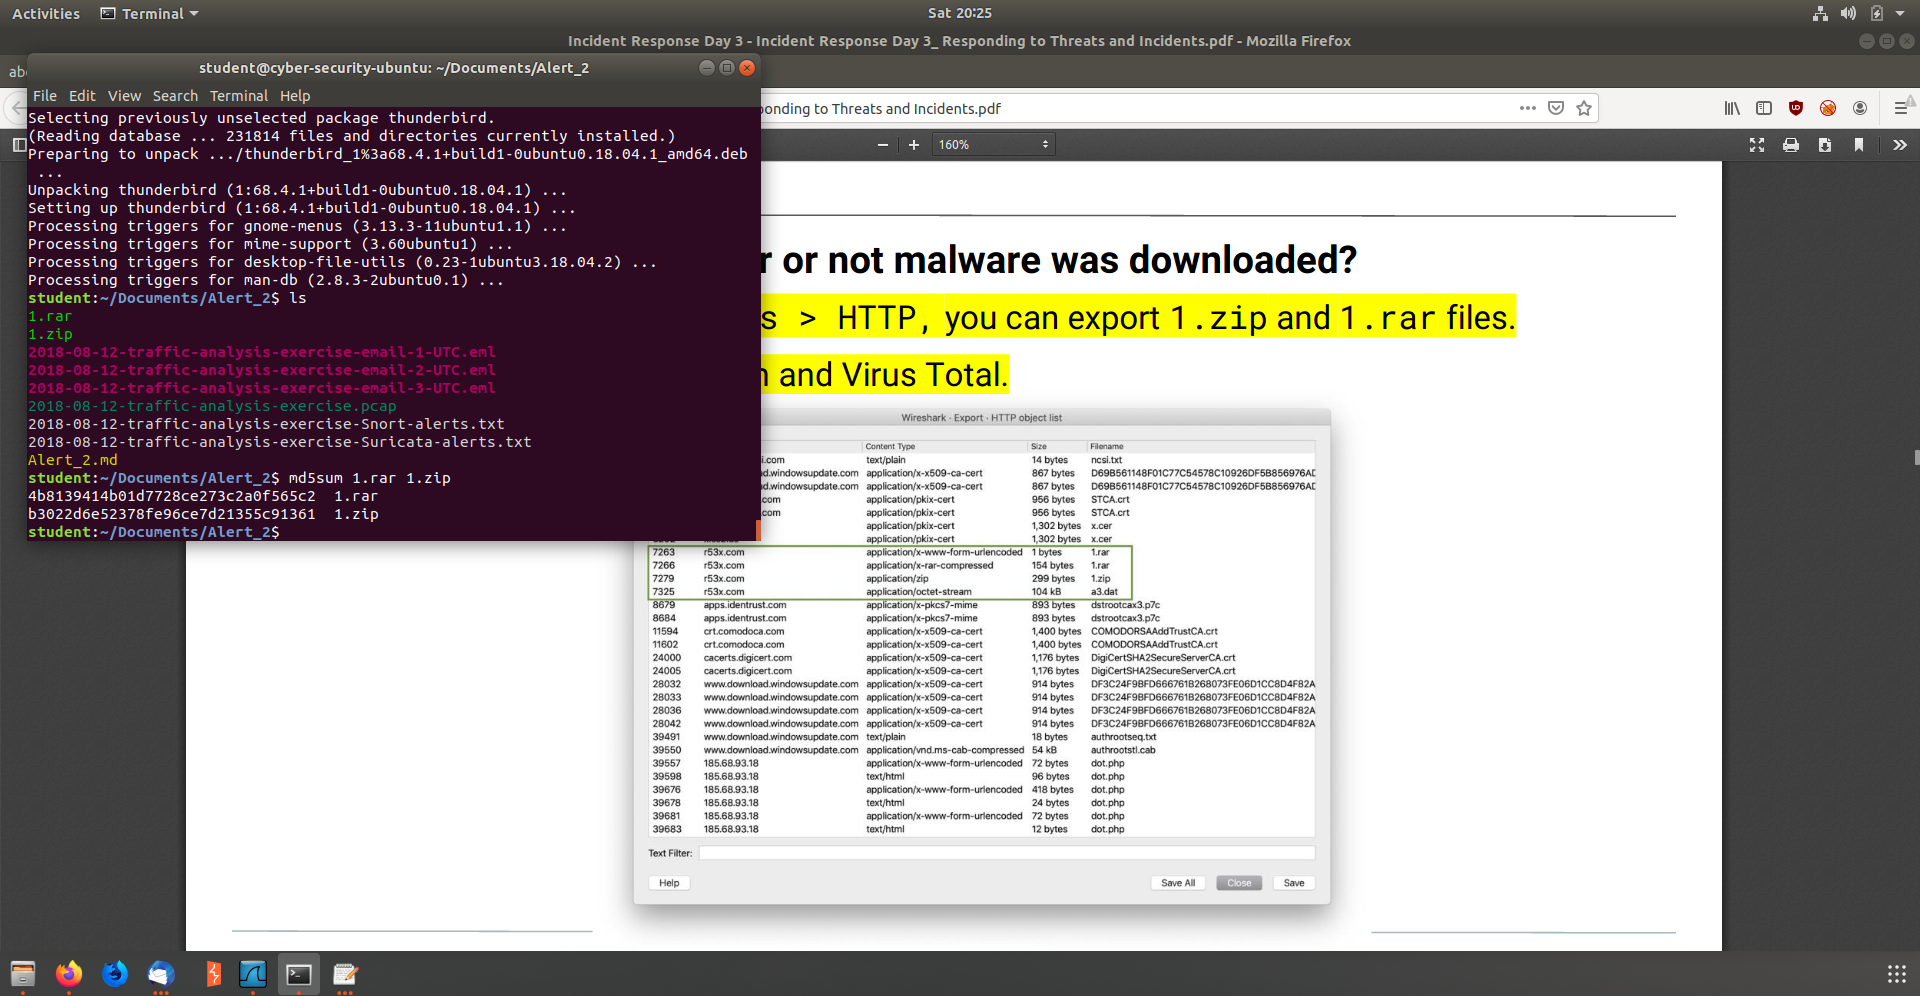 Activities
Terminal
Sat 20:25
Incident Response Day 3 - Incident Response Day 3_ Responding to Threats and Incidents.pdf - Mozilla Firefox
student@cyber-security-ubuntu: ~/Documents/Alert_2
File Edit View Search Terminal Help
Selecting previously unselected package thunderbird.
(Reading database ... 231814 files and directories currently installed.)
Preparing to unpack .../thunderbird_1%3a68.4.1+build1-0ubuntu0.18.04.1_amd64.deb
...
Unpacking thunderbird (1:68.4.1+build1-0ubuntu0.18.04.1) ...
Setting up thunderbird (1:68.4.1+build1-0ubuntu0.18.04.1) ...
Processing triggers for gnome-menus (3.13.3-11ubuntu1.1) ...
Processing triggers for mime-support (3.60ubuntu1) ...
Processing triggers for desktop-file-utils (0.23-1ubuntu3.18.04.2) ...
Processing triggers for man-db (2.8.3-2ubuntu0.1) ...
student:~/Documents/Alert_2$ ls
1.rar
1.zip
2018-08-12-traffic-analysis-exercise-email-1-UTC.eml
2018-08-12-traffic-analysis-exercise-email-2-UTC.eml
2018-08-12-traffic-analysis-exercise-email-3-UTC.eml
2018-08-12-traffic-analysis-exercise.pcap
2018-08-12-traffic-analysis-exercise-Snort-alerts.txt
2018-08-12-traffic-analysis-exercise-Suricata-alerts.txt
Alert_2.md
student:~/Documents/Alert_2$ md5sum 1.rar 1.zip
4b8139414b01d7728ce273c2a0f565c2 1.rar
b3022d6e52378fe96ce7d21355c91361 1.zip
student:~/Documents/Alert_2$
ponding to Threats and Incidents.pdf
160%
r or not malware was downloaded?
s > HTTP, you can export 1.zip and 1.rar files.
and Virus Total.
Wireshark · Export · HTTP object list
Content Type Size Filename
si.com text/plain 14 bytes ncsi.txt
ad.windowsupdate.com application/x-x509-ca-cert 867 bytes D69B561148F01C77C54578C10926DF5B856976AD
ad.windowsupdate.com application/x-x509-ca-cert 867 bytes D69B561148F01C77C54578C10926DF5B856976AD
.com application/pkix-cert 956 bytes STCA.crt
.com application/pkix-cert 956 bytes STCA.crt
application/pkix-cert 1,302 bytes x.cer
application/pkix-cert 1,302 bytes x.cer
7263 r53x.com application/x-www-form-urlencoded 1 bytes 1.rar
7266 r53x.com application/x-rar-compressed 154 bytes 1.rar
7279 r53x.com application/zip 299 bytes 1.zip
7325 r53x.com application/octet-stream 104 kB a3.dat
8679 apps.identrust.com application/x-pkcs7-mime 893 bytes dstrootcax3.p7c
8684 apps.identrust.com application/x-pkcs7-mime 893 bytes dstrootcax3.p7c
11594 crt.comodoca.com application/x-x509-ca-cert 1,400 bytes COMODORSAAddTrustCA.crt
11602 crt.comodoca.com application/x-x509-ca-cert 1,400 bytes COMODORSAAddTrustCA.crt
24000 cacerts.digicert.com application/x-x509-ca-cert 1,176 bytes DigiCertSHA2SecureServerCA.crt
24005 cacerts.digicert.com application/x-x509-ca-cert 1,176 bytes DigiCertSHA2SecureServerCA.crt
28032 www.download.windowsupdate.com application/x-x509-ca-cert 914 bytes DF3C24F9BFD666761B268073FE06D1CC8D4F82A
28033 www.download.windowsupdate.com application/x-x509-ca-cert 914 bytes DF3C24F9BFD666761B268073FE06D1CC8D4F82A
28036 www.download.windowsupdate.com application/x-x509-ca-cert 914 bytes DF3C24F9BFD666761B268073FE06D1CC8D4F82A
28042 www.download.windowsupdate.com application/x-x509-ca-cert 914 bytes DF3C24F9BFD666761B268073FE06D1CC8D4F82A
39491 www.download.windowsupdate.com text/plain 18 bytes authrootseq.txt
39550 www.download.windowsupdate.com application/vnd.ms-cab-compressed 54 kB authrootstl.cab
39557 185.68.93.18 application/x-www-form-urlencoded 72 bytes dot.php
39598 185.68.93.18 text/html 96 bytes dot.php
39676 185.68.93.18 application/x-www-form-urlencoded 418 bytes dot.php
39678 185.68.93.18 text/html 24 bytes dot.php
39681 185.68.93.18 application/x-www-form-urlencoded 72 bytes dot.php
39683 185.68.93.18 text/html 12 bytes dot.php
Text Filter:
Help Save All Close Save